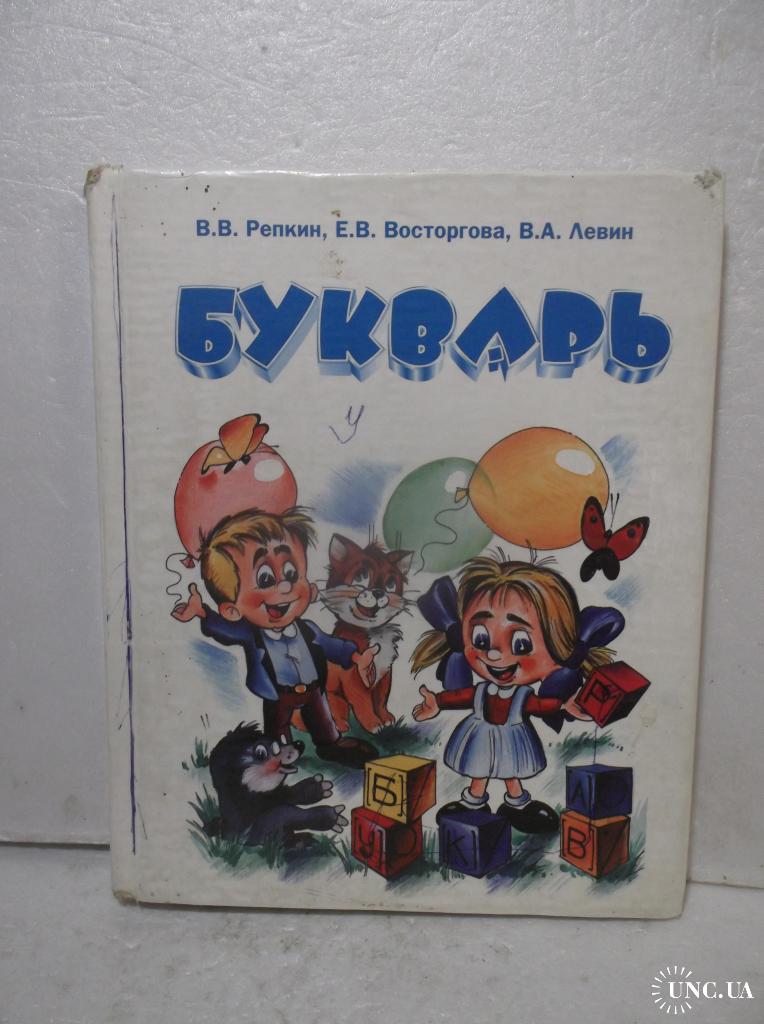 В.В. Репкин, Е.В. Восторгова, В.А. Левин
БУКВАРЬ
у
Р
Б А
У К В
UNC.UA